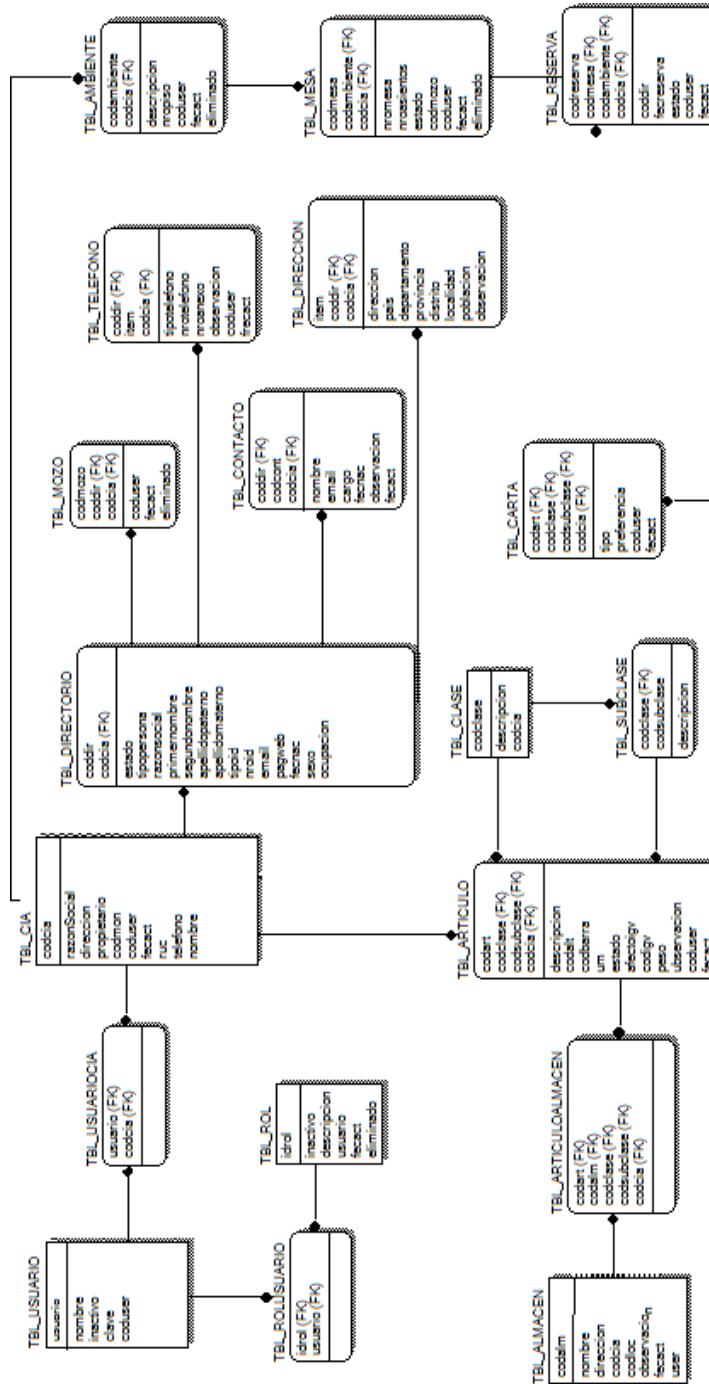 TBL_USUARIO
usuario
nombre
inactivo
clave
coduser
TBL_USUARIOCIA
usuario (FK)
codcia (FK)
TBL_CIA
codcia
razonSocial
direccion
propietario
codmon
coduser
fecact
ruc
telefono
nombre
TBL_DIRECTORIO
coddir
codcia (FK)
estado
tipopersona
razonsocial
primernombre
segundonombre
apellidopaterno
apellidomaterno
tipoid
nroid
email
pagweb
fecnac
sexo
ocupacion
TBL_MOZO
codmozo
coddir (FK)
codcia (FK)
coduser
fecact
eliminado
TBL_TELEFONO
coddir (FK)
item
codcia (FK)
tipotelefono
nrotelefono
nroanexo
observacion
coduser
frecact
TBL_AMBIENTE
codambiente
codcia (FK)
descripcion
nropiso
coduser
fecact
eliminado
TBL_ROLUSUARIO
idrol (FK)
usuario (FK)
TBL_ROL
idrol
inactivo
descripcion
usuario
fecact
eliminado
TBL_CONTACTO
coddir (FK)
codcont
codcia (FK)
nombre
email
cargo
fecnac
observacion
fecact
TBL_DIRECCION
item
coddir (FK)
codcia (FK)
direccion
pais
departamento
provincia
distrito
localidad
poblacion
observacion
TBL_MESA
codmesa
codambiente (FK)
codcia (FK)
nromesa
nroasientos
estado
codmozo
coduser
fecact
eliminado
TBL_ALMACEN
codalm
nombre
direccion
codcia
codloc
observacion
fecact
user
TBL_ARTICULOALMACEN
codart (FK)
codalm (FK)
codclase (FK)
codsubclase (FK)
codcia (FK)
TBL_ARTICULO
codart
codclase (FK)
codsubclase (FK)
codcia (FK)
descripcion
codalt
codbarra
um
estado
afectoigv
codigv
peso
ubservacion
coduser
fecact
TBL_CLASE
codclase
descripcion
codcia
TBL_SUBCLASE
codclase (FK)
codsubclase
descripcion
TBL_CARTA
codart (FK)
codclase (FK)
codsubclase (FK)
codcia (FK)
tipo
preferencia
coduser
fecact
TBL_RESERVA
codreserva
codmesa (FK)
codambiente (FK)
codcia (FK)
coddir
fecreserva
estado
coduser
fecact